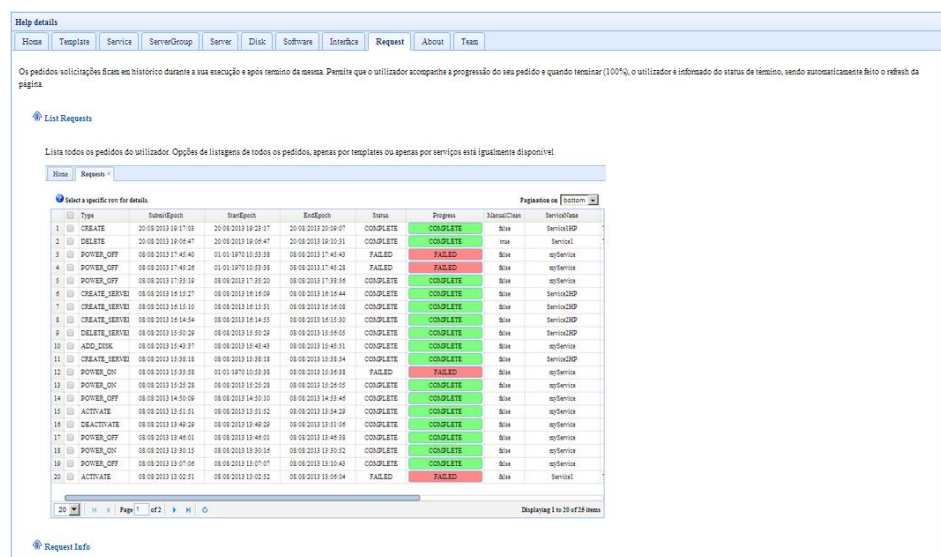 Help details
Home Template Service ServerGroup Server Disk Software Interface Request About Team
Os pedidos/solicitações ficam em histórico durante a sua execução e após termino da mesma. Permite que o utilizador acompanhe a progressão do seu pedido e quando terminar (100%), o utilizador é informado do status de término, sendo automaticamente feito o refresh da
página.
List Requests
Lista todos os pedidos do utilizador. Opções de listagens de todos os pedidos, apenas por templates ou apenas por serviços está igualmente disponível.
Home Requests ×
Select a specific row for details. Pagination on bottom
Type SubmitEpoch StartEpoch EndEpoch Status Progress ManualClean ServiceName
1 CREATE 20/08/2013 19:17:03 20/08/2013 19:23:17 20/08/2013 20:09:07 COMPLETE COMPLETE false Service1HP
2 DELETE 20/08/2013 19:06:47 20/08/2013 19:06:47 20/08/2013 19:10:31 COMPLETE COMPLETE true Service1
3 POWER_OFF 08/08/2013 17:45:40 01/01/1970 10:53:38 08/08/2013 17:45:43 FAILED FAILED false myService
4 POWER_OFF 08/08/2013 17:45:26 01/01/1970 10:53:38 08/08/2013 17:45:28 FAILED FAILED false myService
5 POWER_OFF 08/08/2013 17:35:19 08/08/2013 17:35:20 08/08/2013 17:38:56 COMPLETE COMPLETE false myService
6 CREATE_SERVER 08/08/2013 16:15:27 08/08/2013 16:16:09 08/08/2013 16:16:44 COMPLETE COMPLETE false Service2HP
7 CREATE_SERVER 08/08/2013 16:15:10 08/08/2013 16:15:31 08/08/2013 16:16:08 COMPLETE COMPLETE false Service2HP
8 CREATE_SERVER 08/08/2013 16:14:54 08/08/2013 16:14:55 08/08/2013 16:15:30 COMPLETE COMPLETE false Service2HP
9 DELETE_SERVER 08/08/2013 15:50:29 08/08/2013 15:50:29 08/08/2013 15:56:05 COMPLETE COMPLETE false Service2HP
10 ADD_DISK 08/08/2013 15:43:37 08/08/2013 15:43:43 08/08/2013 15:45:51 COMPLETE COMPLETE false myService
11 CREATE_SERVER 08/08/2013 15:38:18 08/08/2013 15:38:18 08/08/2013 15:38:54 COMPLETE COMPLETE false Service2HP
12 POWER_ON 08/08/2013 15:35:58 01/01/1970 10:53:38 08/08/2013 15:36:38 FAILED FAILED false myService
13 POWER_ON 08/08/2013 15:25:28 08/08/2013 15:25:28 08/08/2013 15:26:05 COMPLETE COMPLETE false myService
14 POWER_OFF 08/08/2013 14:50:09 08/08/2013 14:50:10 08/08/2013 14:53:46 COMPLETE COMPLETE false myService
15 ACTIVATE 08/08/2013 13:51:51 08/08/2013 13:51:52 08/08/2013 13:54:29 COMPLETE COMPLETE false myService
16 DEACTIVATE 08/08/2013 13:49:29 08/08/2013 13:49:29 08/08/2013 13:51:06 COMPLETE COMPLETE false myService
17 POWER_OFF 08/08/2013 13:46:01 08/08/2013 13:46:01 08/08/2013 13:46:38 COMPLETE COMPLETE false myService
18 POWER_ON 08/08/2013 13:30:15 08/08/2013 13:30:16 08/08/2013 13:30:52 COMPLETE COMPLETE false myService
19 POWER_OFF 08/08/2013 13:07:06 08/08/2013 13:07:07 08/08/2013 13:10:43 COMPLETE COMPLETE false myService
20 ACTIVATE 08/08/2013 13:02:51 08/08/2013 13:02:52 08/08/2013 13:06:04 FAILED FAILED false Service1
20 Page 1 of 2 Displaying 1 to 20 of 26 items
Request Info